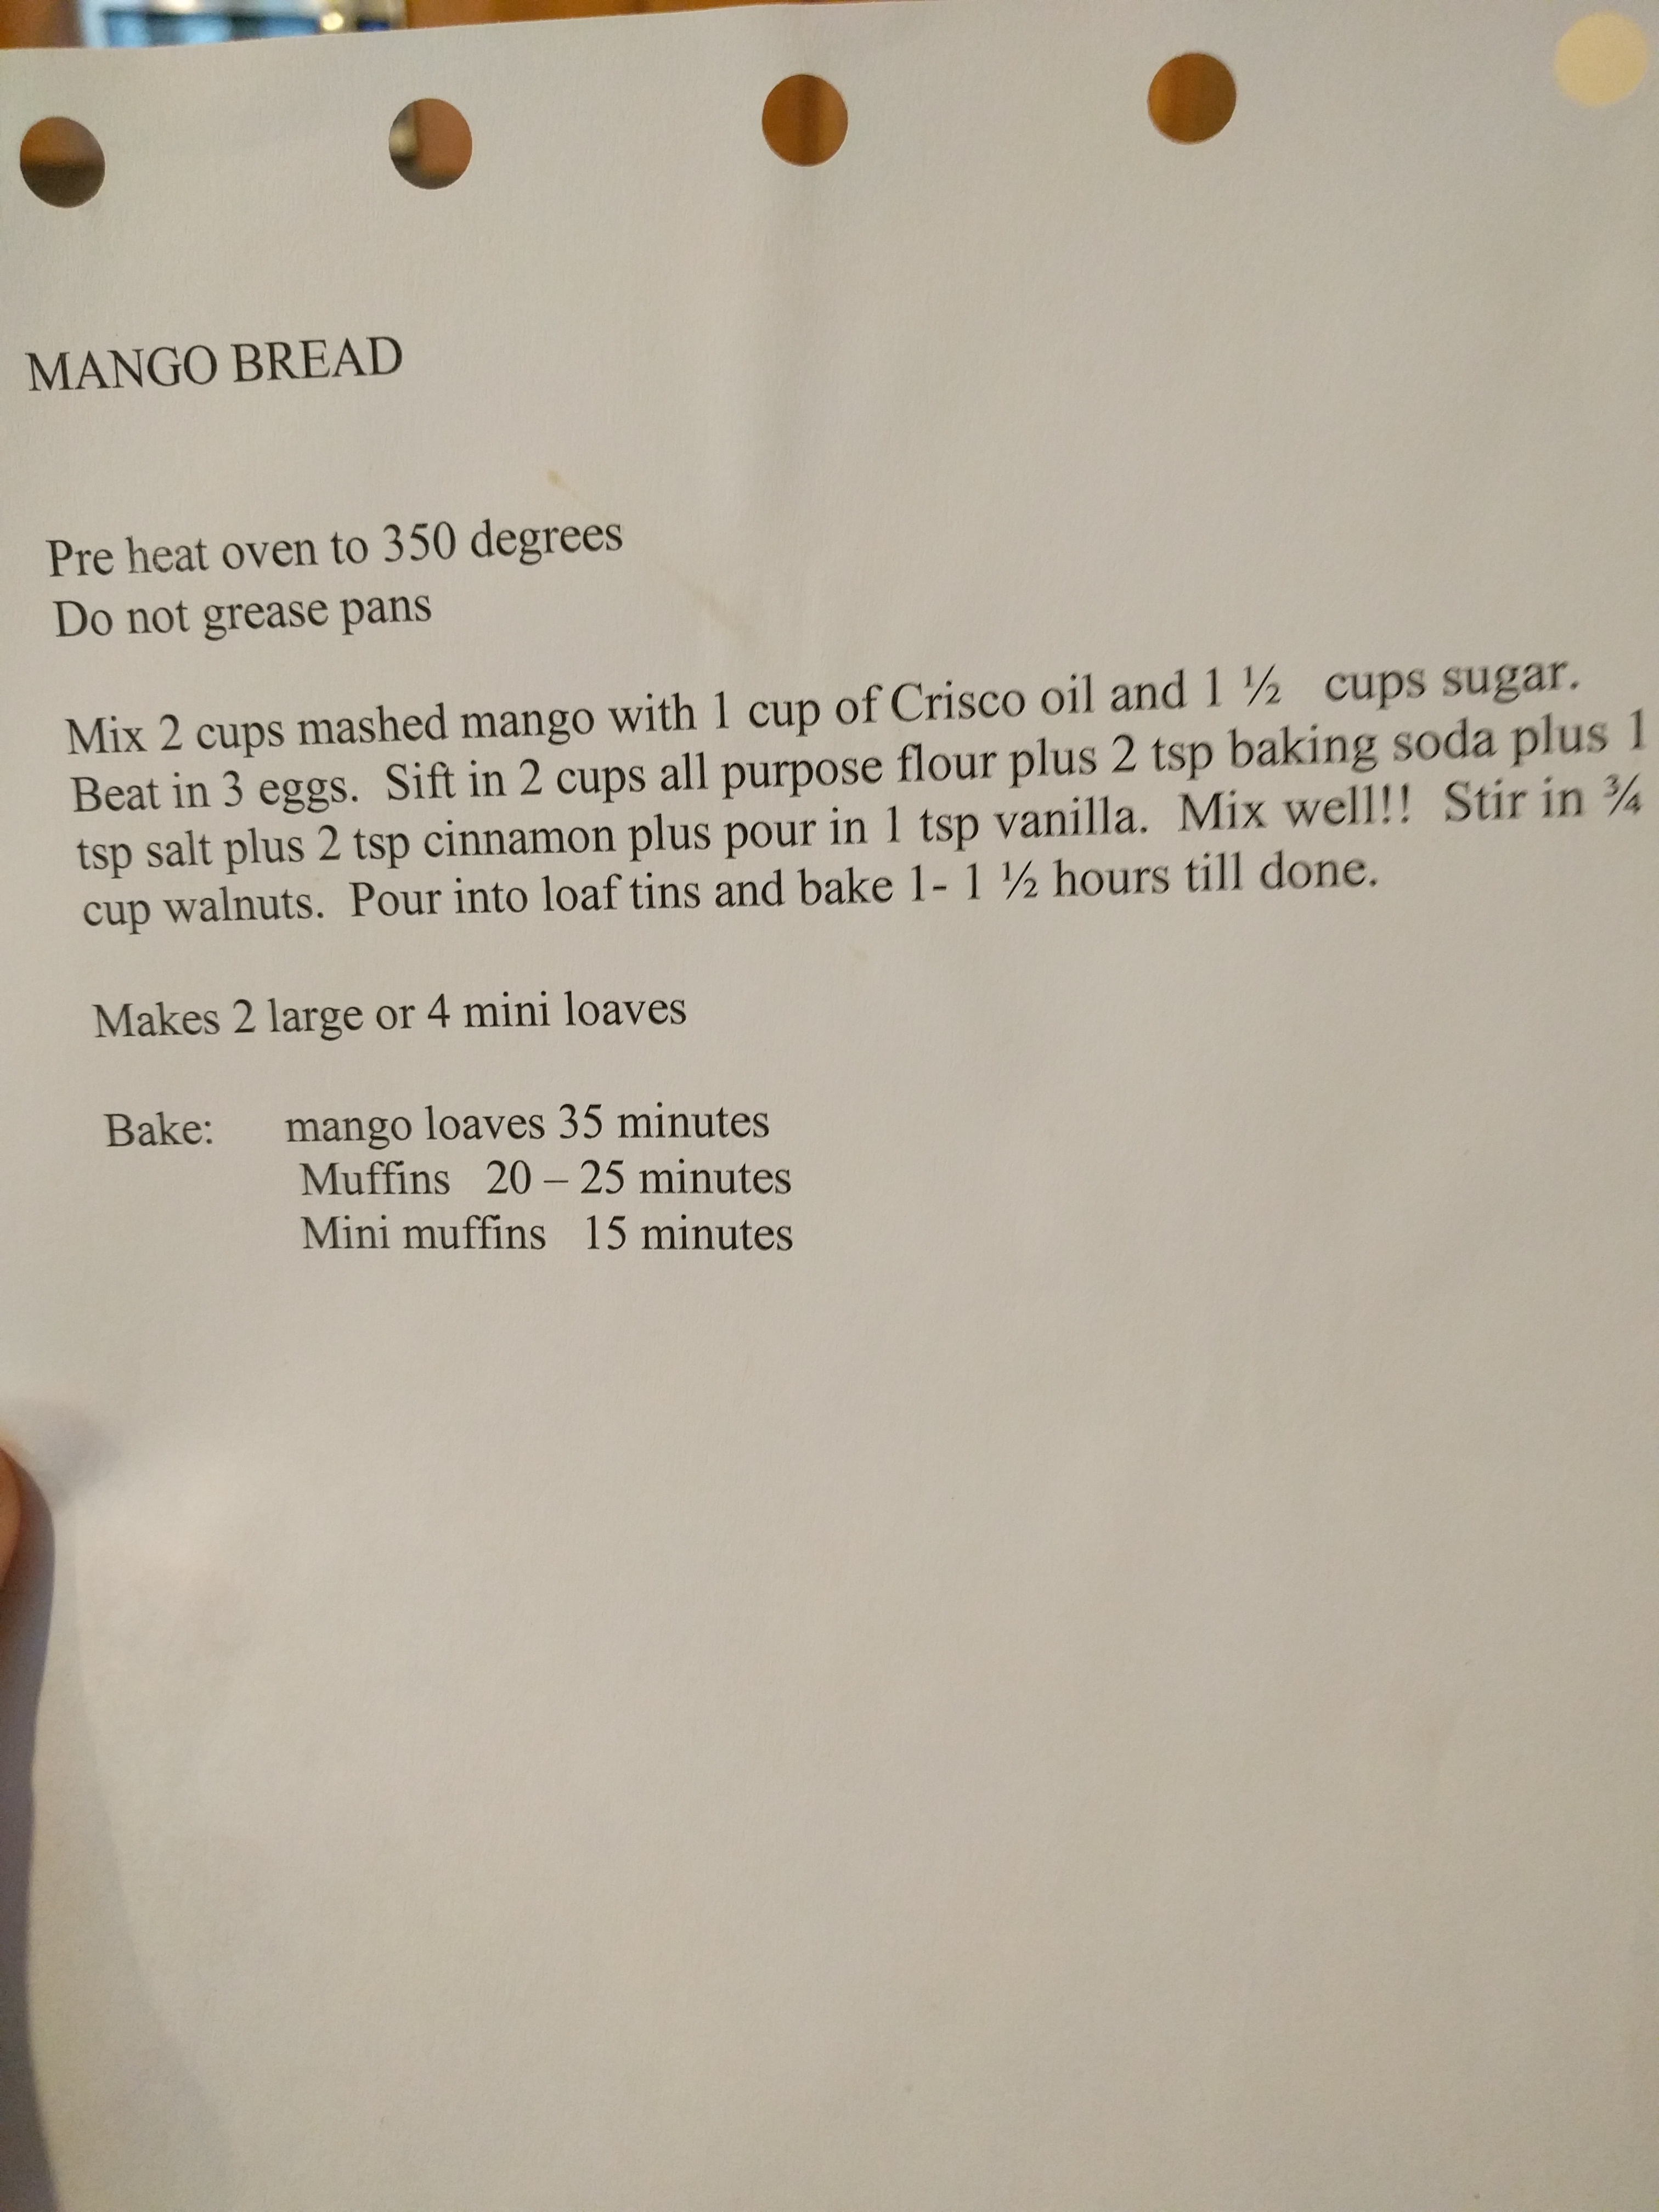 MANGO BREAD
Pre heat oven to 350 degrees
Do not grease pans
Mix 2 cups mashed mango with 1 cup of Crisco oil and 1 ½ cups sugar.
Beat in 3 eggs. Sift in 2 cups all purpose flour plus 2 tsp baking soda plus 1
tsp salt plus 2 tsp cinnamon plus pour in 1 tsp vanilla. Mix well!! Stir in ¾
cup walnuts. Pour into loaf tins and bake 1- 1 ½ hours till done.
Makes 2 large or 4 mini loaves
Bake: mango loaves 35 minutes
Muffins 20 – 25 minutes
Mini muffins 15 minutes